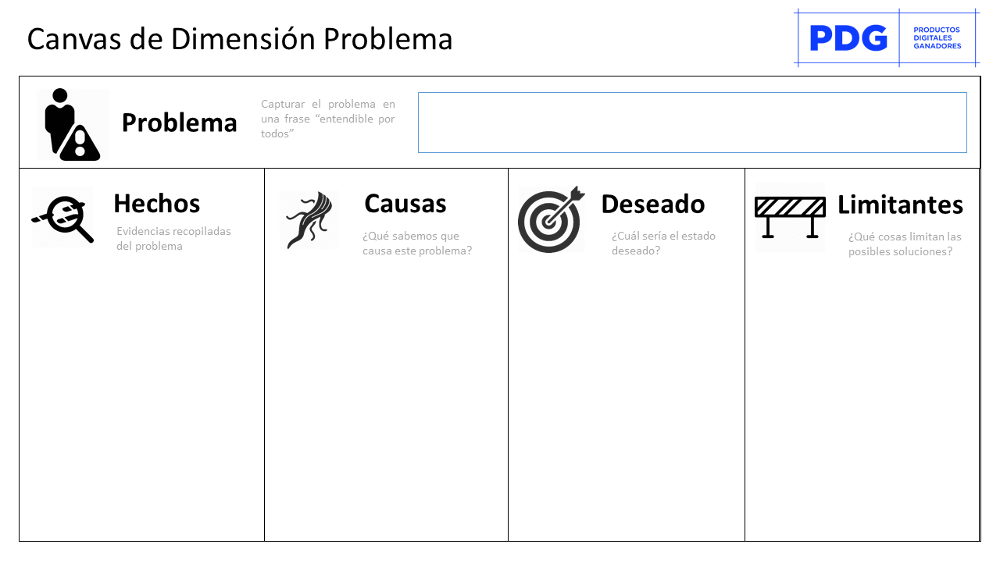 Canvas de Dimensión Problema
PDG
PRODUCTOS
DIGITALES
GANADORES
Problema
Capturar el problema en
una frase “entendible por
todos”
Hechos
Evidencias recopiladas
del problema
Causas
¿Qué sabemos que
causa este problema?
Deseado
¿Cuál sería el estado
deseado?
Limitantes
¿Qué cosas limitan las
posibles soluciones?